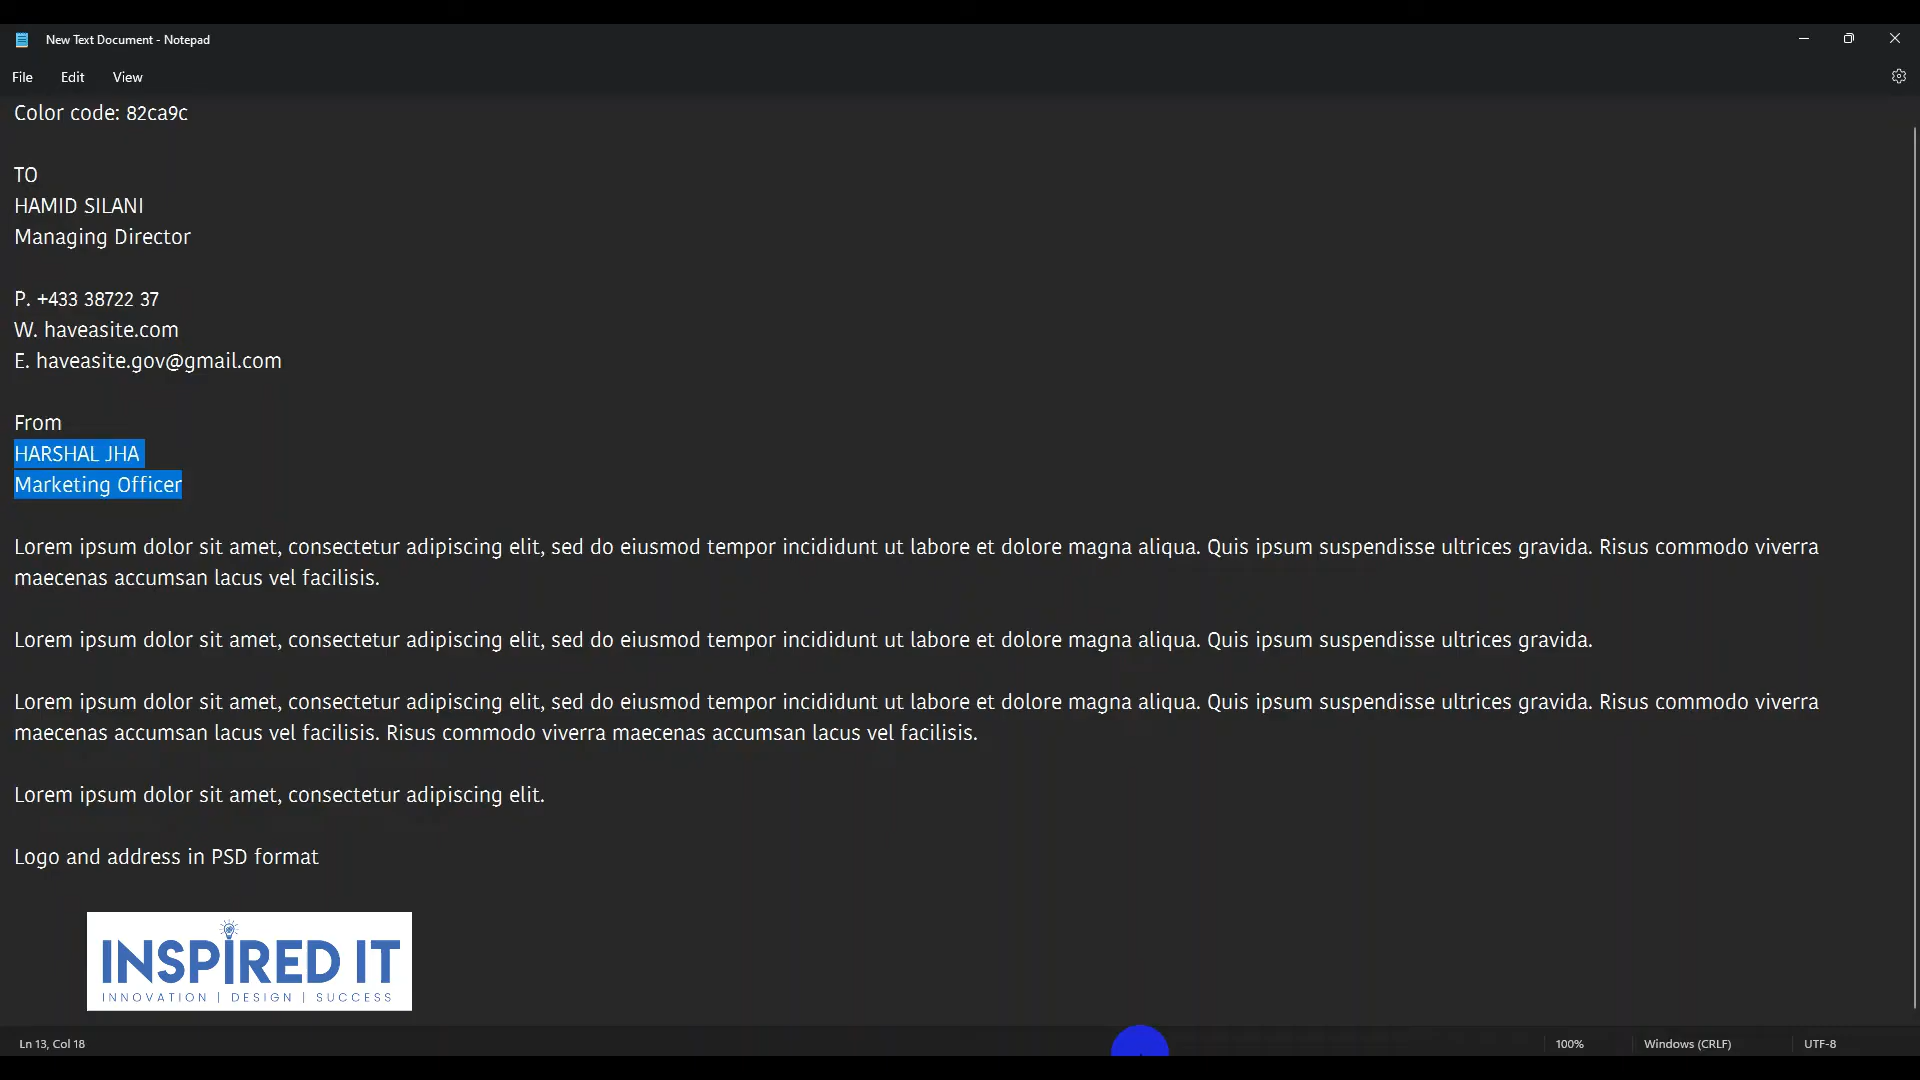 New Text Document - Notepad
File Edit View
Color code: 82ca9c
TO
HAMID SILANI
Managing Director
P. +433 38722 37
W. haveasite.com
E. haveasite.gov@gmail.com
From
HARSHAL JHA
Marketing Officer
Lorem ipsum dolor sit amet, consectetur adipiscing elit, sed do eiusmod tempor incididunt ut labore et dolore magna aliqua. Quis ipsum suspendisse ultrices gravida. Risus commodo viverra
maecenas accumsan lacus vel facilisis.
Lorem ipsum dolor sit amet, consectetur adipiscing elit, sed do eiusmod tempor incididunt ut labore et dolore magna aliqua. Quis ipsum suspendisse ultrices gravida.
Lorem ipsum dolor sit amet, consectetur adipiscing elit, sed do eiusmod tempor incididunt ut labore et dolore magna aliqua. Quis ipsum suspendisse ultrices gravida. Risus commodo viverra
maecenas accumsan lacus vel facilisis. Risus commodo viverra maecenas accumsan lacus vel facilisis.
Lorem ipsum dolor sit amet, consectetur adipiscing elit.
Logo and address in PSD format
INSPIRED IT
INNOVATION | DESIGN | SUCCESS
Ln 13, Col 18 100% Windows (CRLF) UTF-8